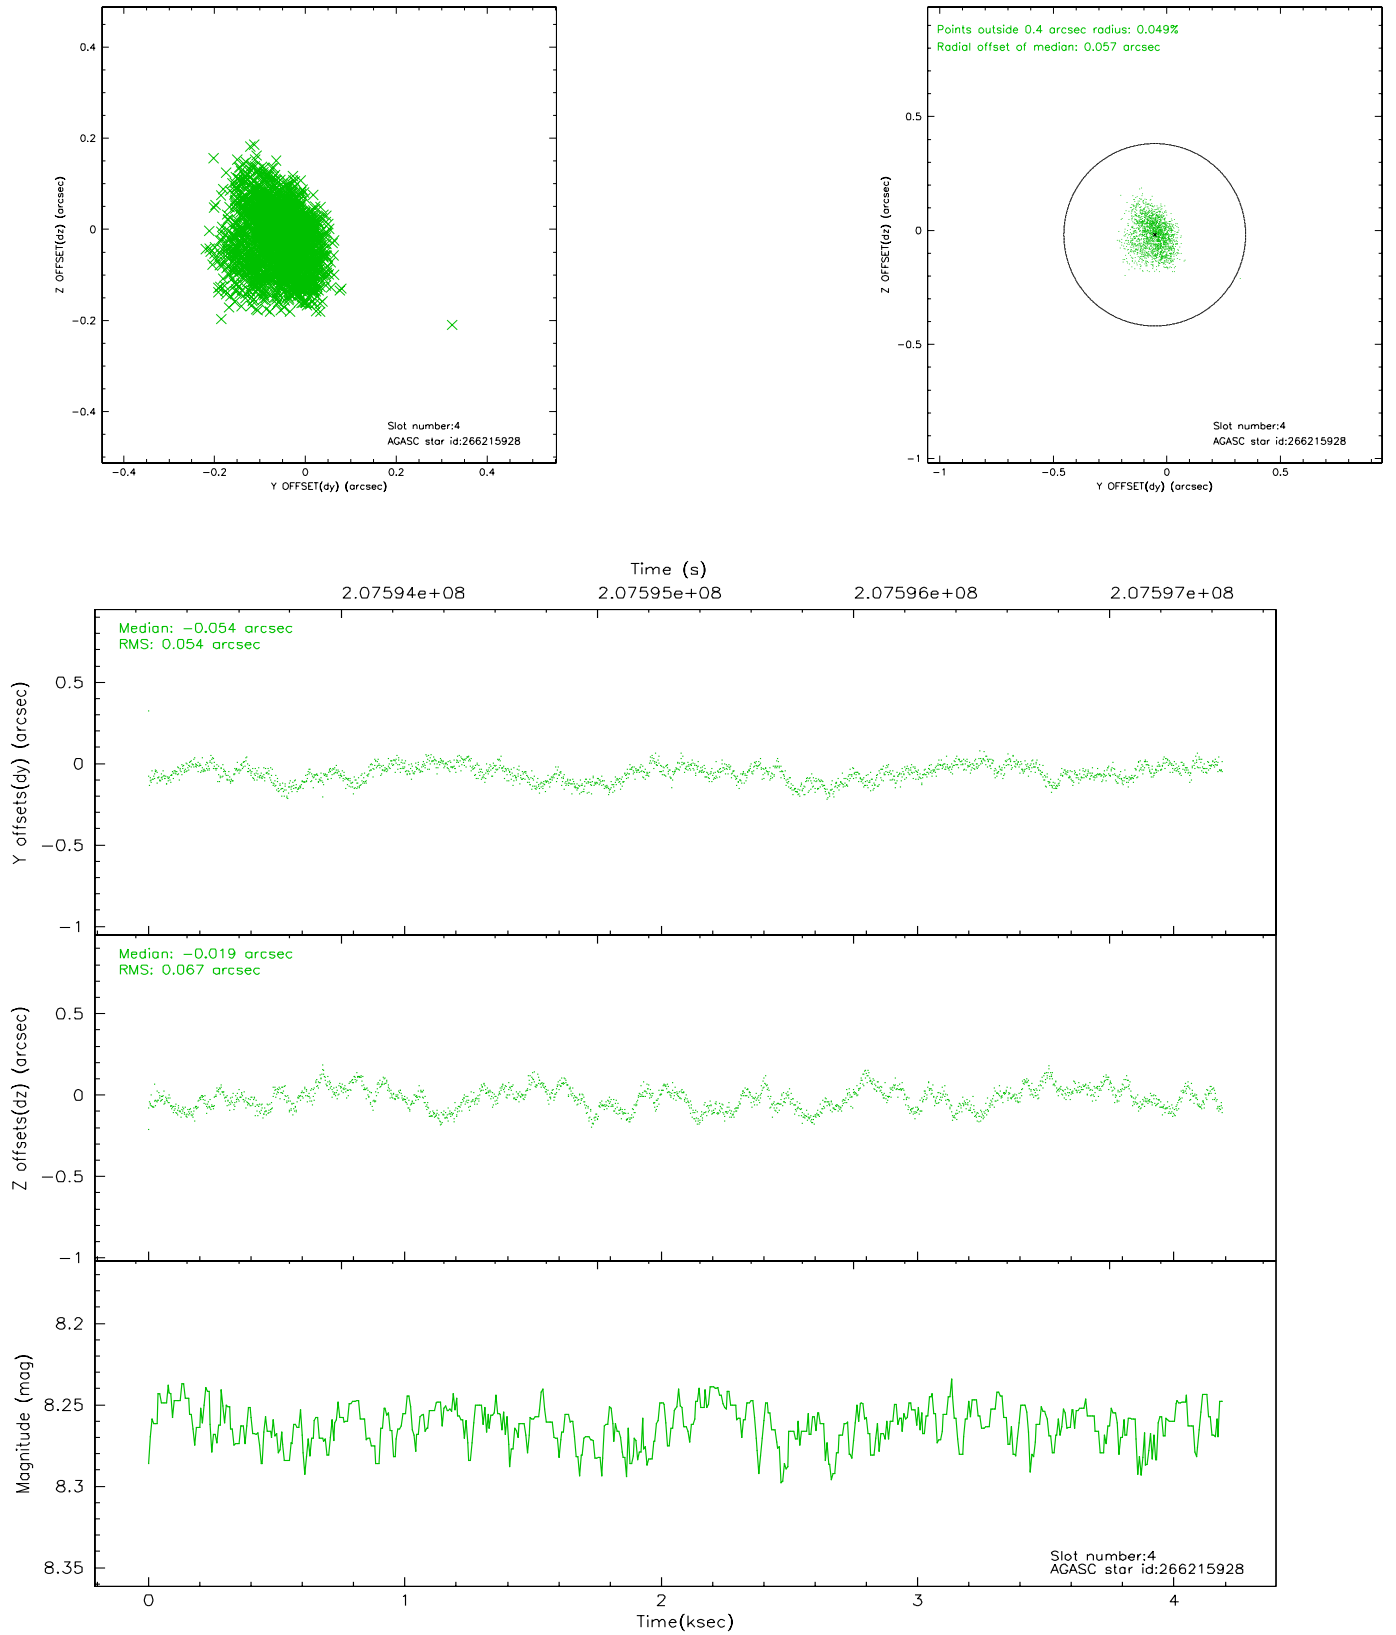 0.4
0.2
0
−0.2
−0.4
Z OFFSET(dz) (arcsec)
Slot number:4
AGASC star id:266215928
−0.4 −0.2 0 0.2 0.4
Y OFFSET(dy) (arcsec)
Points outside 0.4 arcsec radius: 0.049%
Radial offset of median: 0.057 arcsec
0.5
0
−0.5
−1
Z OFFSET(dz) (arcsec)
Slot number:4
AGASC star id:266215928
−1 −0.5 0 0.5
Y OFFSET(dy) (arcsec)
Time (s)
2.07594e+08 2.07595e+08 2.07596e+08 2.07597e+08
Median: −0.054 arcsec
RMS: 0.054 arcsec
0.5
0
−0.5
−1
Y offsets(dy) (arcsec)
Median: −0.019 arcsec
RMS: 0.067 arcsec
0.5
0
−0.5
−1
Z offsets(dz) (arcsec)
8.2
8.25
8.3
8.35
Magnitude (mag)
Slot number:4
AGASC star id:266215928
0 1 2 3 4
Time(ksec)